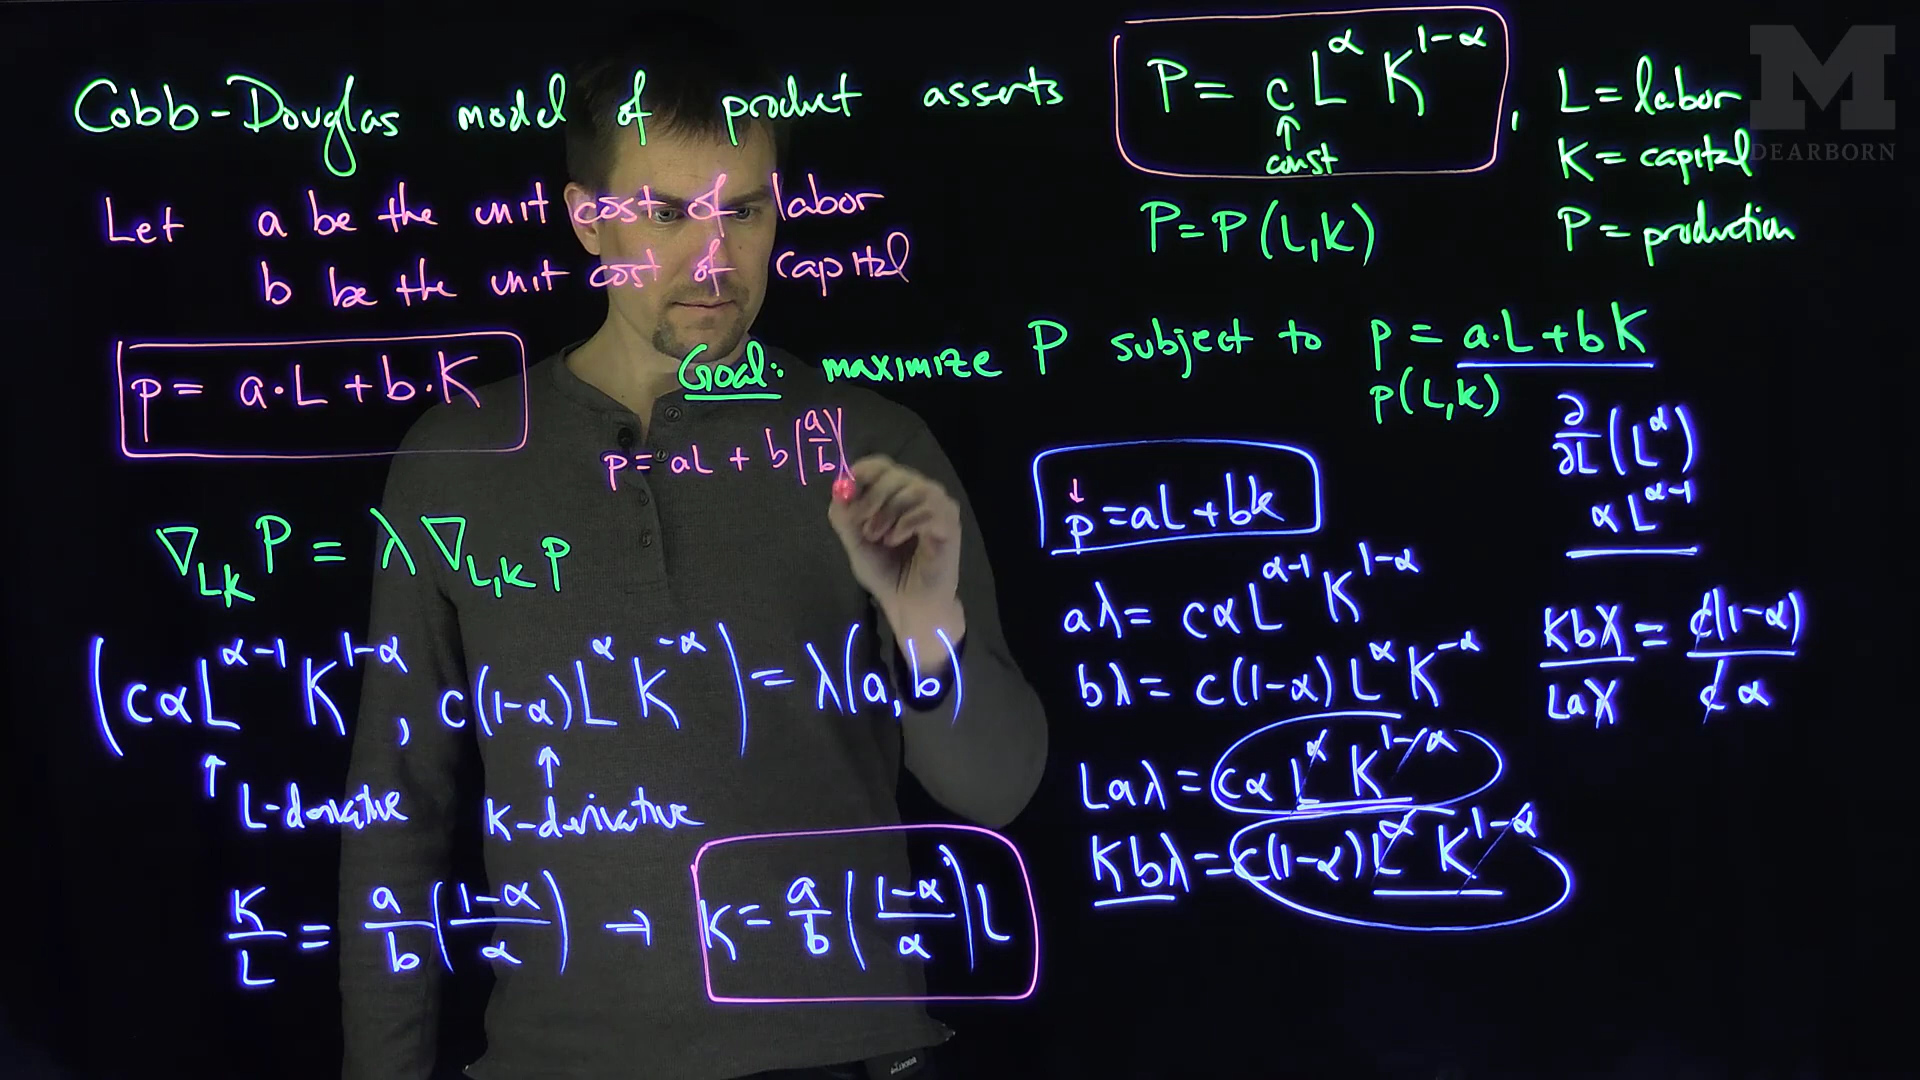 Cobb-Douglas model of product asserts P = c L^α K^(1-α) , L = labor
↑ const
K = capital
M DEARBORN
Let a be the unit cost of labor
P = P(L,K)
P = production
b be the unit cost of capital
p = a·L + b·K
Goal: maximize P subject to p = a·L + bK
p(L,K)
p = aL + b(a/b)
∂/∂L (L^α)
αL^(α-1)
↓
p = aL + bK
∇_LK P = λ ∇_L,K p
aλ = cαL^(α-1) K^(1-α)
KbX/LaX = c(1-α)/cα
(cαL^(α-1) K^(1-α), c(1-α)L^α K^(-α)) = λ(a,b)
bλ = c(1-α) L^α K^(-α)
↑ L-derivative
↑ K-derivative
Laλ = cα L^α K^(1-α)
Kbλ = c(1-α) L^α K^(1-α)
K/L = a/b ((1-α)/α) → K = a/b ((1-α)/α) L